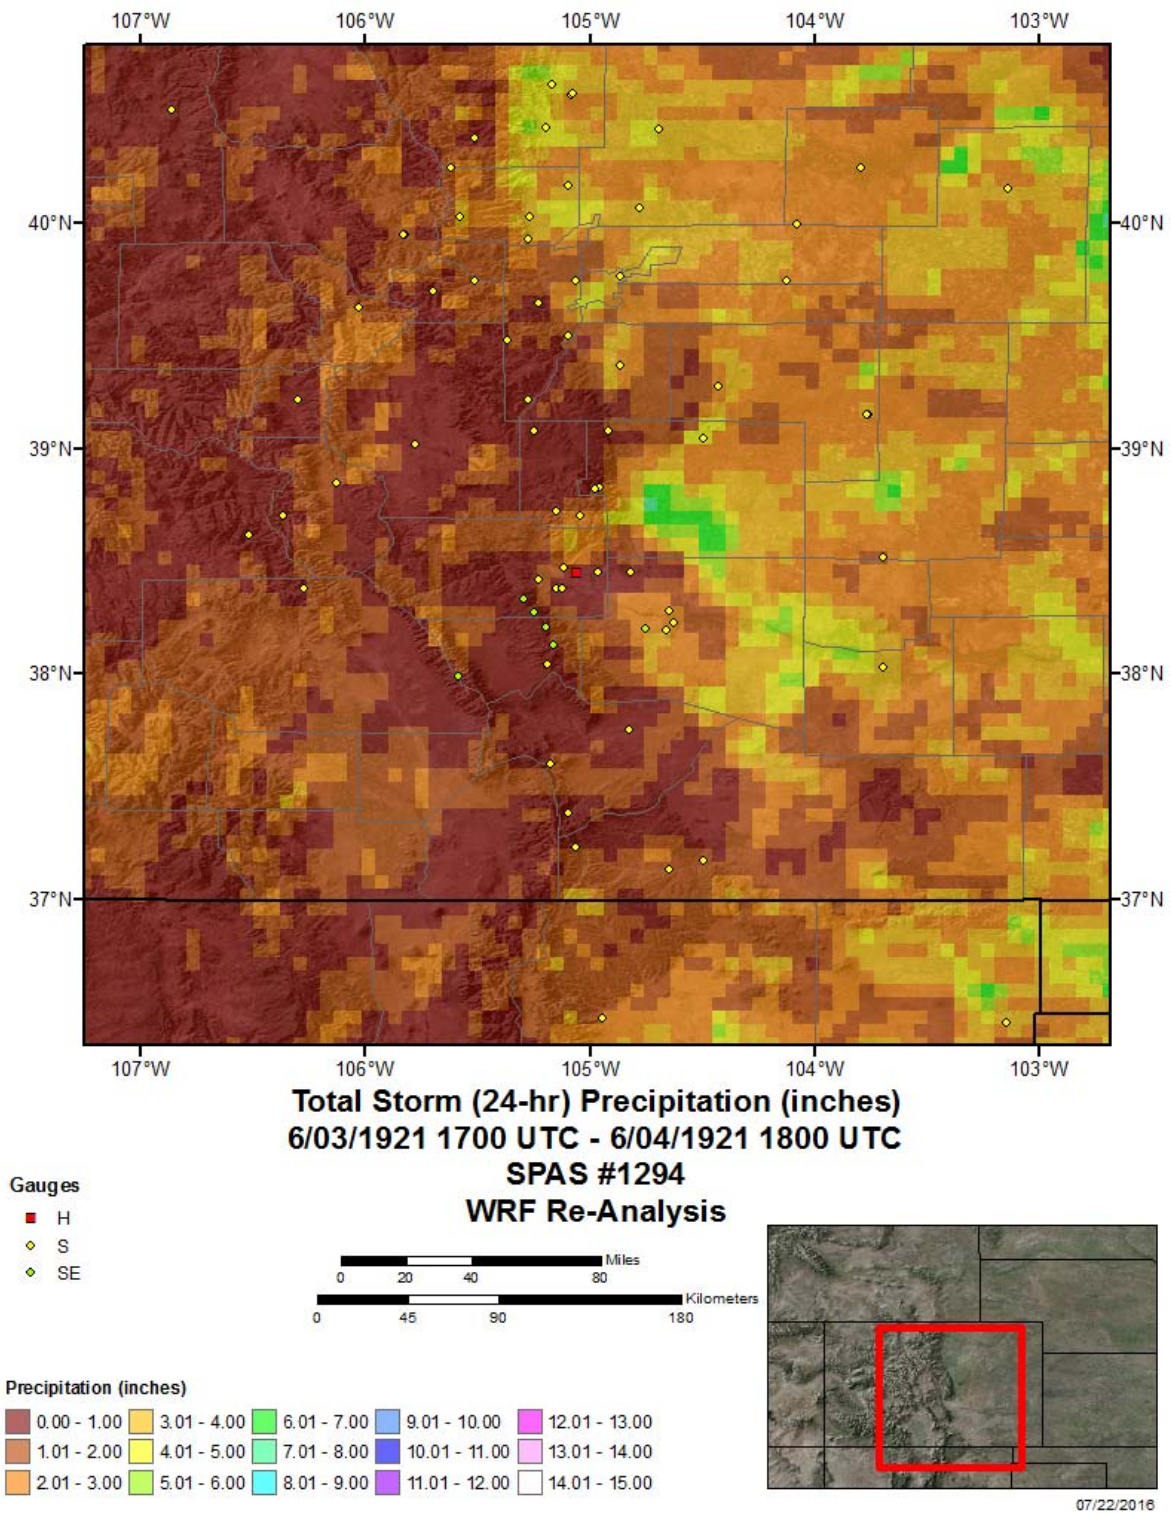 107°W 106°W 105°W 104°W 103°W
40°N 40°N
39°N 39°N
38°N 38°N
37°N 37°N
107°W 106°W 105°W 104°W 103°W
Total Storm (24-hr) Precipitation (inches)
6/03/1921 1700 UTC - 6/04/1921 1800 UTC
SPAS #1294
WRF Re-Analysis
Gauges
H
S
SE
Miles
0 20 40 80
Kilometers
0 45 90 180
Precipitation (inches)
0.00 - 1.00 3.01 - 4.00 6.01 - 7.00 9.01 - 10.00 12.01 - 13.00
1.01 - 2.00 4.01 - 5.00 7.01 - 8.00 10.01 - 11.00 13.01 - 14.00
2.01 - 3.00 5.01 - 6.00 8.01 - 9.00 11.01 - 12.00 14.01 - 15.00
07/22/2016